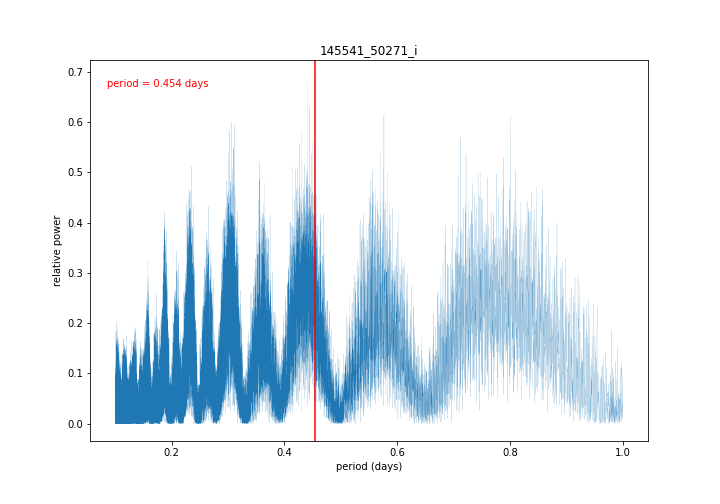 145541_50271_i
period = 0.454 days
relative power
0.7
0.6
0.5
0.4
0.3
0.2
0.1
0.0
0.2 0.4 0.6 0.8 1.0
period (days)